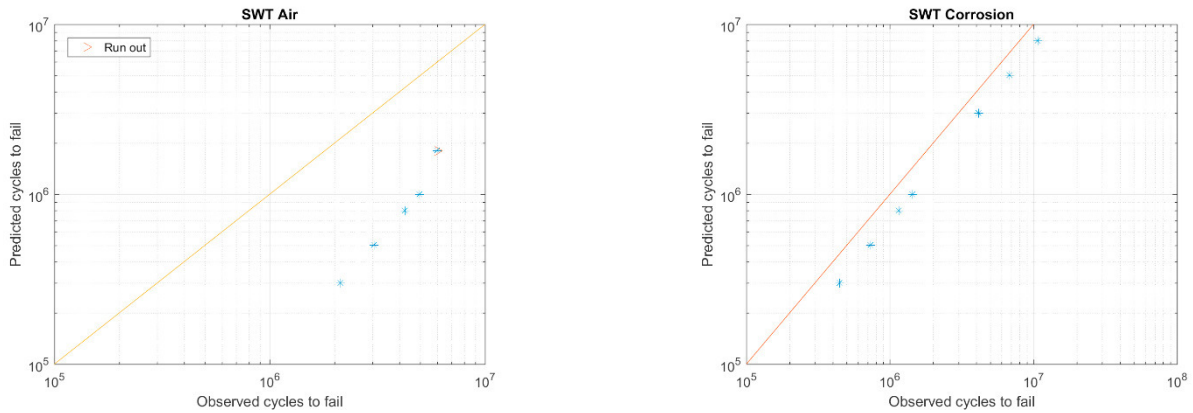 SWT Air
10^7
Run out
10^6
10^5
10^5
10^6
10^7
Predicted cycles to fail
Observed cycles to fail
SWT Corrosion
10^7
10^6
10^5
10^5
10^6
10^7
10^8
Predicted cycles to fail
Observed cycles to fail